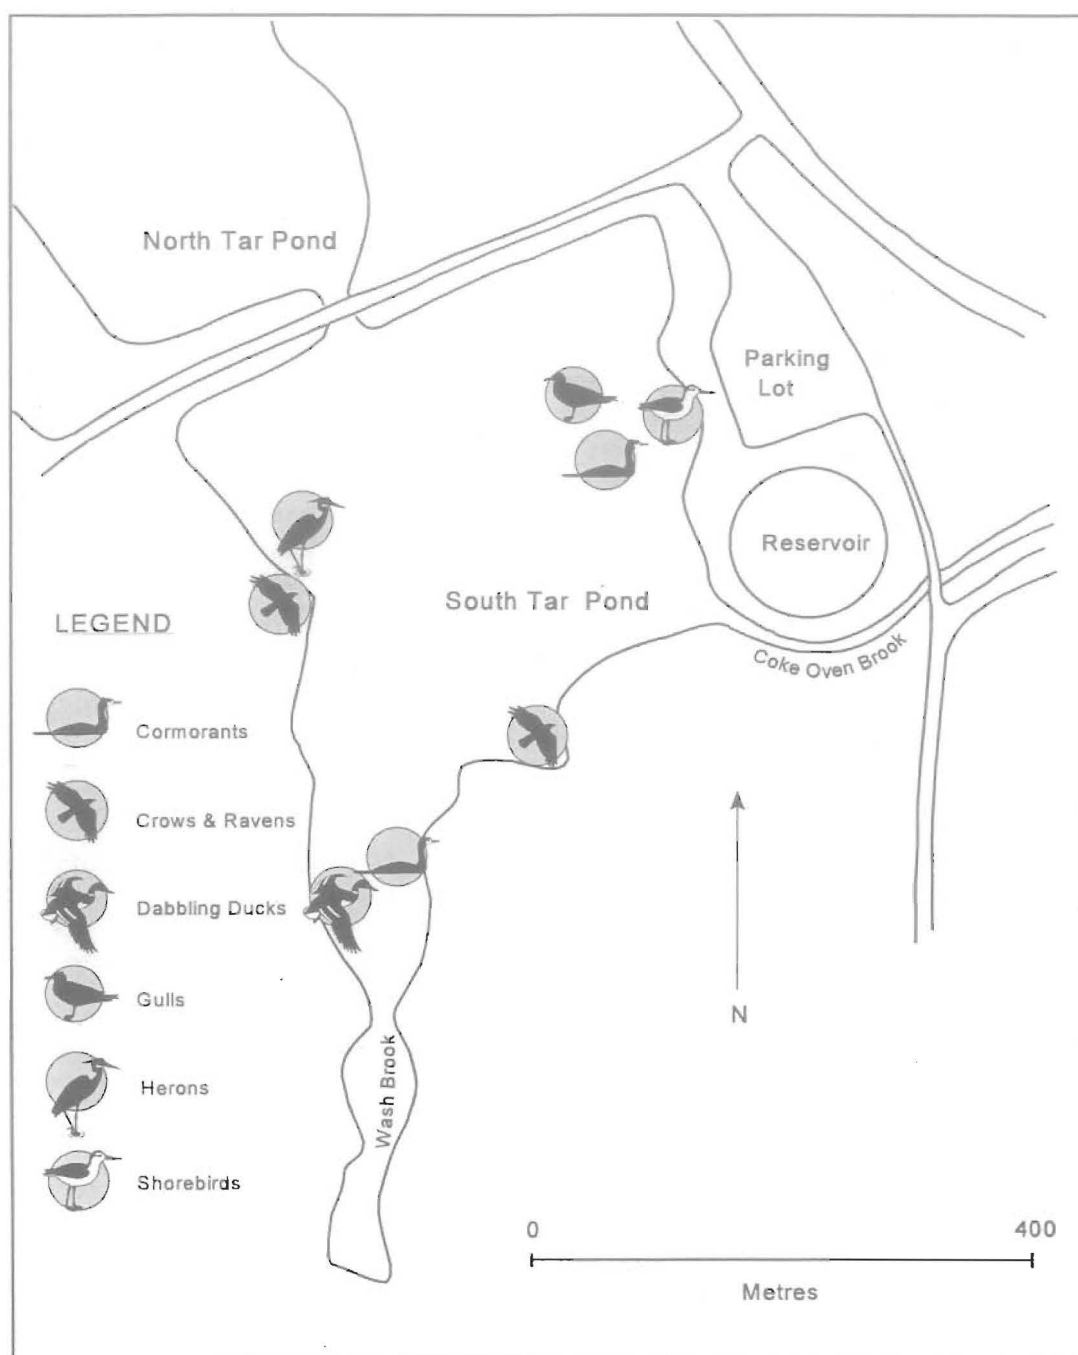 North Tar Pond
Parking
Lot
Reservoir
South Tar Pond
Coke Oven Brook
LEGEND
Cormorants
Crows & Ravens
Dabbling Ducks
Gulls
Herons
Shorebirds
N
Wash Brook
0 400
Metres